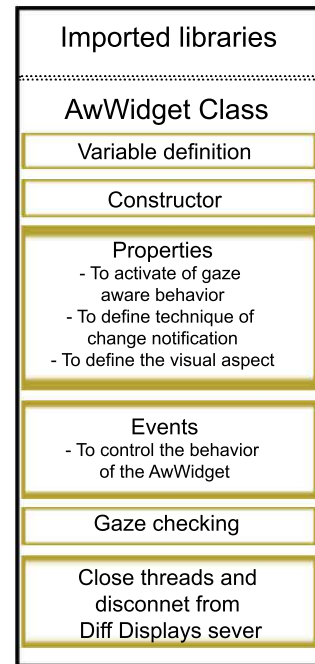 Imported libraries
AwWidget Class
Variable definition
Constructor
Properties
- To activate of gaze
aware behavior
- To define technique of
change notification
- To define the visual aspect
Events
- To control the behavior
of the AwWidget
Gaze checking
Close threads and
disconnet from
Diff Displays sever